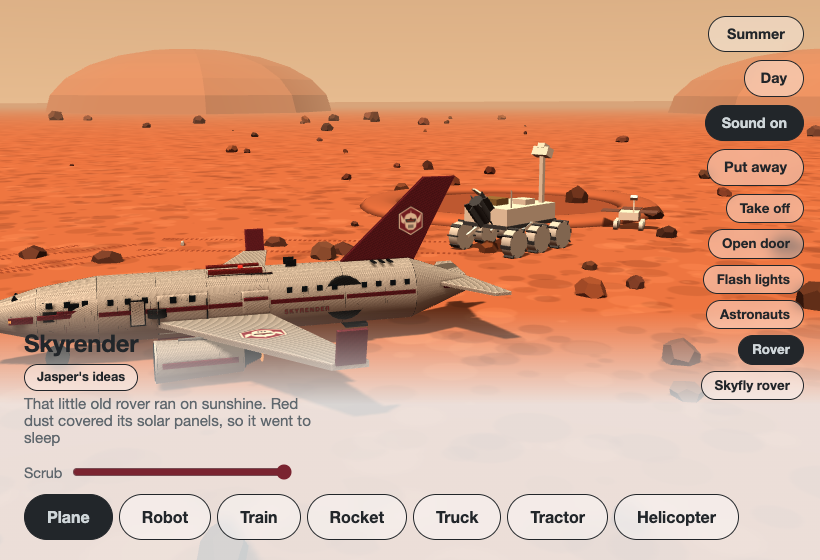 Summer
Day
Sound on
Put away
Take off
Open door
Flash lights
Astronauts
Rover
Skyfly rover
SKYRENDER
Skyrender
Jasper's ideas
That little old rover ran on sunshine. Red
dust covered its solar panels, so it went to
sleep
Scrub
Plane Robot Train Rocket Truck Tractor Helicopter